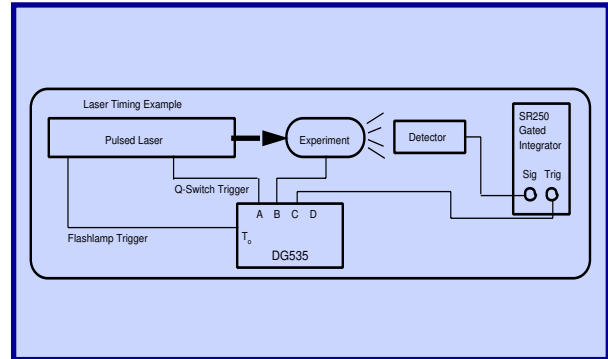 Laser Timing Example
Pulsed Laser
Experiment
Detector
SR250
Gated
Integrator
Sig Trig
Q-Switch Trigger
A B C D
Flashlamp Trigger
To
DG535